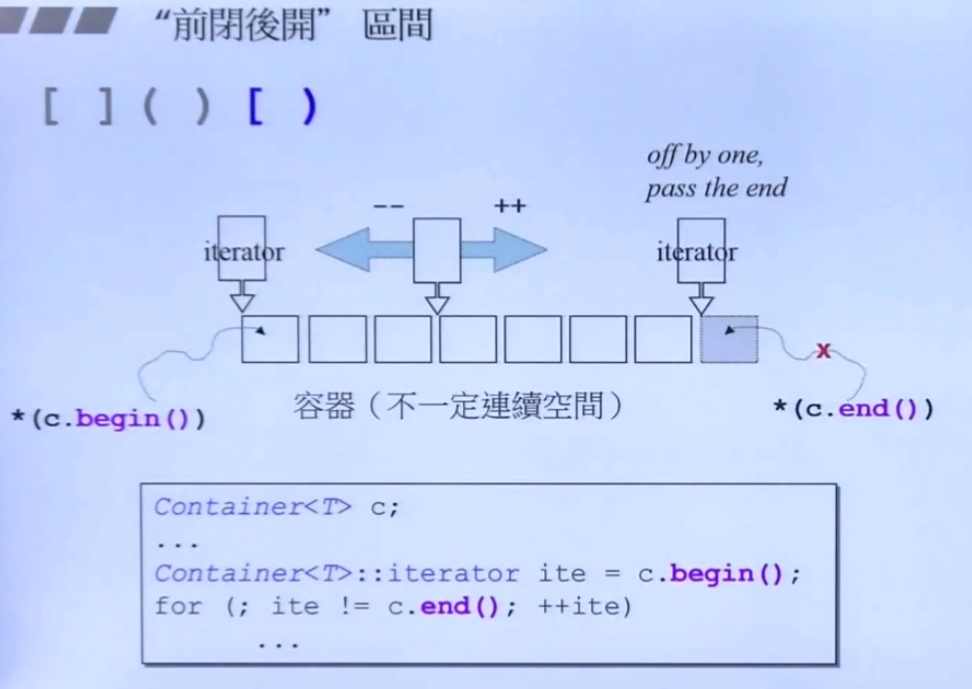 “前閉後開” 區間
[ ] ( ) [ )
off by one,
pass the end
-- ++
iterator iterator
*(c.begin())
容器（不一定連續空間）
x
*(c.end())
Container<T> c;
...
Container<T>::iterator ite = c.begin();
for (; ite != c.end(); ++ite)
...